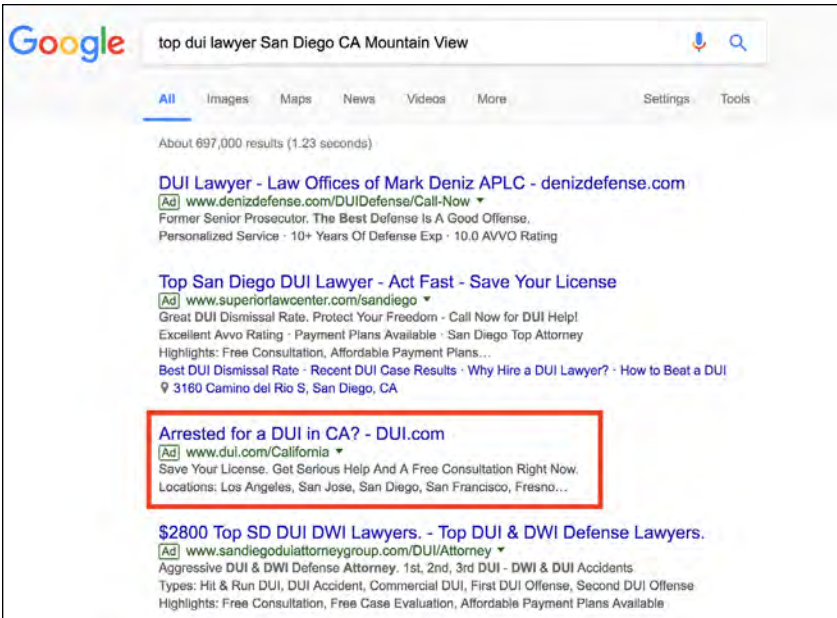 Google
top dui lawyer San Diego CA Mountain View
All Images Maps News Videos More Settings Tools
About 697,000 results (1.23 seconds)
DUI Lawyer - Law Offices of Mark Deniz APLC - denizdefense.com
Ad www.denizdefense.com/DUIDefense/Call-Now
Former Senior Prosecutor. The Best Defense Is A Good Offense.
Personalized Service · 10+ Years Of Defense Exp · 10.0 AVVO Rating
Top San Diego DUI Lawyer - Act Fast - Save Your License
Ad www.superiorlawcenter.com/sandiego
Great DUI Dismissal Rate. Protect Your Freedom - Call Now for DUI Help!
Excellent Avvo Rating · Payment Plans Available · San Diego Top Attorney
Highlights: Free Consultation, Affordable Payment Plans…
Best DUI Dismissal Rate · Recent DUI Case Results · Why Hire a DUI Lawyer? · How to Beat a DUI
3160 Camino del Rio S, San Diego, CA
Arrested for a DUI in CA? - DUI.com
Ad www.dui.com/California
Save Your License. Get Serious Help And A Free Consultation Right Now.
Locations: Los Angeles, San Jose, San Diego, San Francisco, Fresno…
$2800 Top SD DUI DWI Lawyers. - Top DUI & DWI Defense Lawyers.
Ad www.sandiegoduiattorneygroup.com/DUI/Attorney
Aggressive DUI & DWI Defense Attorney. 1st, 2nd, 3rd DUI - DWI & DUI Accidents
Types: Hit & Run DUI, DUI Accident, Commercial DUI, First DUI Offense, Second DUI Offense
Highlights: Free Consultation, Free Case Evaluation, Affordable Payment Plans Available